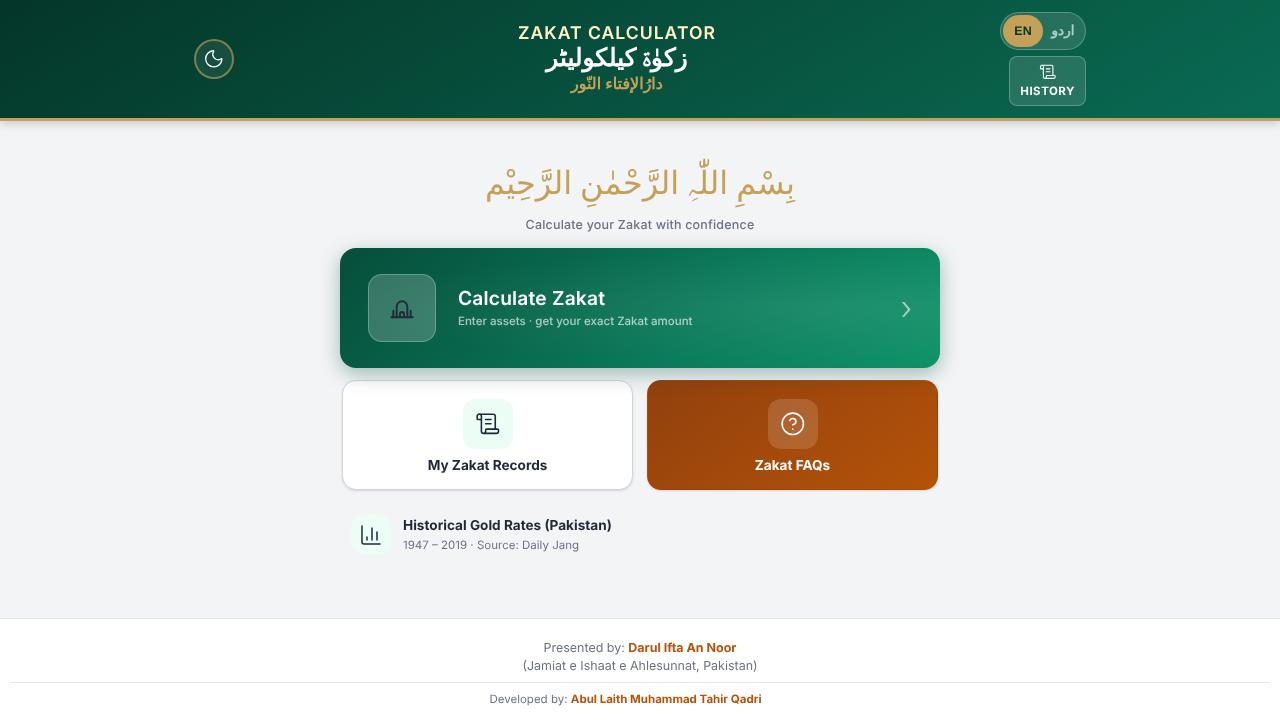 ZAKAT CALCULATOR
زکوٰۃ کیلکولیٹر
دارُالإفتاء النّور
EN
اردو
HISTORY
بِسْمِ اللّٰہِ الرَّحْمٰنِ الرَّحِیْم
Calculate your Zakat with confidence
Calculate Zakat
Enter assets · get your exact Zakat amount
My Zakat Records
Zakat FAQs
Historical Gold Rates (Pakistan)
1947 – 2019 · Source: Daily Jang
Presented by: Darul Ifta An Noor
(Jamiat e Ishaat e Ahlesunnat, Pakistan)
Developed by: Abul Laith Muhammad Tahir Qadri